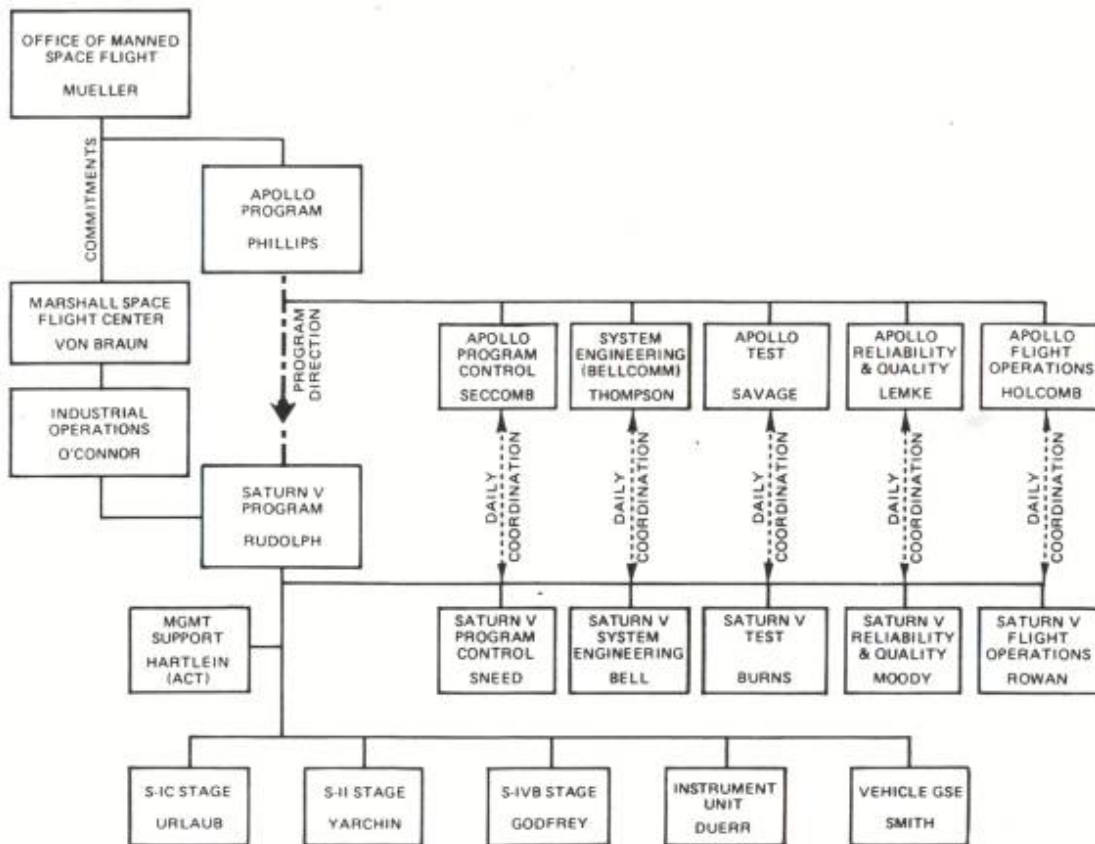 OFFICE OF MANNED
SPACE FLIGHT
MUELLER
COMMITMENTS
APOLLO
PROGRAM
PHILLIPS
MARSHALL SPACE
FLIGHT CENTER
VON BRAUN
INDUSTRIAL
OPERATIONS
O'CONNOR
PROGRAM
DIRECTION
SATURN V
PROGRAM
RUDOLPH
APOLLO
PROGRAM
CONTROL
SECCOMB
SYSTEM
ENGINEERING
(BELLCOMM)
THOMPSON
APOLLO
TEST
SAVAGE
APOLLO
RELIABILITY
& QUALITY
LEMKE
APOLLO
FLIGHT
OPERATIONS
HOLCOMB
DAILY
COORDINATION
DAILY
COORDINATION
DAILY
COORDINATION
DAILY
COORDINATION
DAILY
COORDINATION
MGMT
SUPPORT
HARTLEIN
(ACT)
SATURN V
PROGRAM
CONTROL
SNEED
SATURN V
SYSTEM
ENGINEERING
BELL
SATURN V
TEST
BURNS
SATURN V
RELIABILITY
& QUALITY
MOODY
SATURN V
FLIGHT
OPERATIONS
ROWAN
S-IC STAGE
URLAUB
S-II STAGE
YARCHIN
S-IVB STAGE
GODFREY
INSTRUMENT
UNIT
DUERR
VEHICLE GSE
SMITH